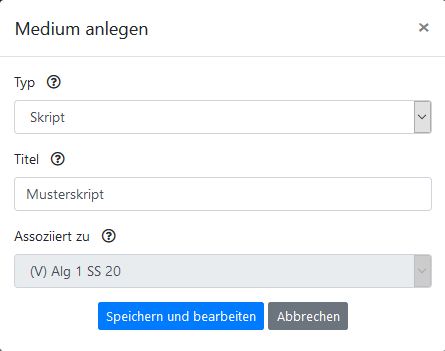 Medium anlegen ×
Typ ?
Skript
Titel ?
Musterskript
Assoziiert zu ?
(V) Alg 1 SS 20
Speichern und bearbeiten Abbrechen